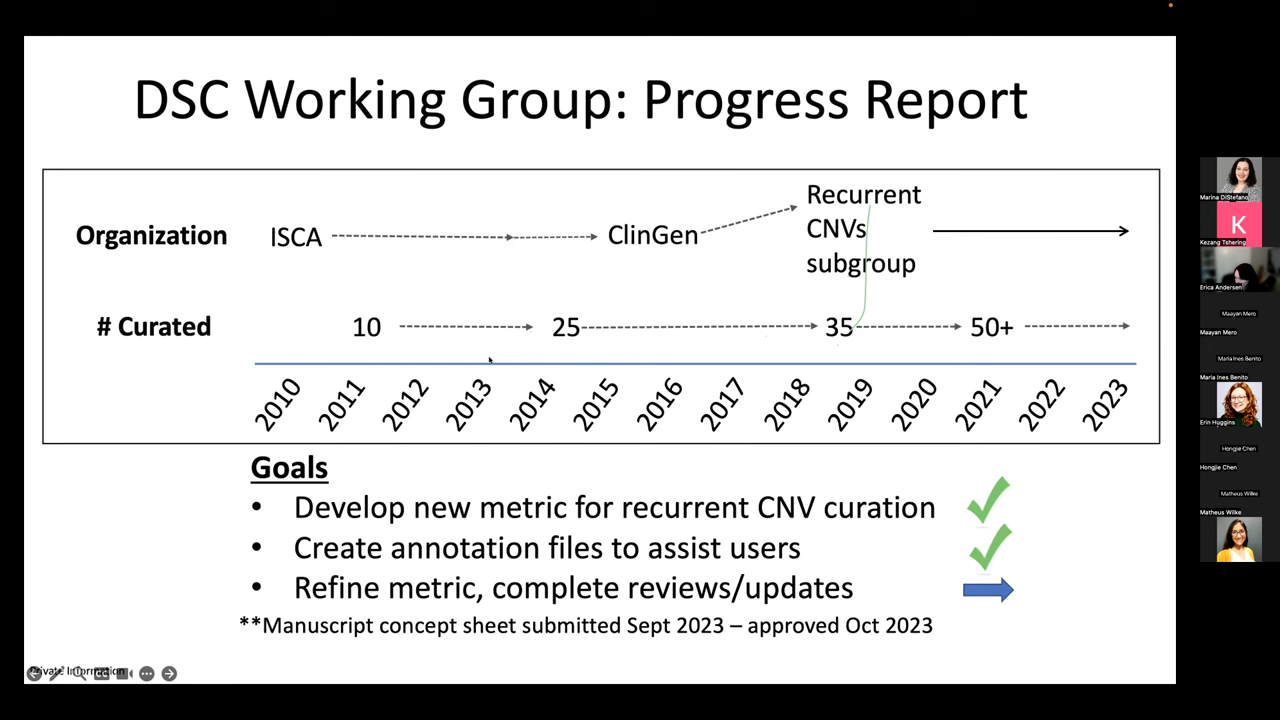 DSC Working Group: Progress Report
Organization
ISCA
ClinGen
Recurrent
CNVs
subgroup
# Curated
10
25
35
50+
2010
2011
2012
2013
2014
2015
2016
2017
2018
2019
2020
2021
2022
2023
Goals
• Develop new metric for recurrent CNV curation
• Create annotation files to assist users
• Refine metric, complete reviews/updates
**Manuscript concept sheet submitted Sept 2023 – approved Oct 2023
Private Information
Marina DiStefano
K
Kezang Tshering
Erica Andersen
Maayan Mero
Maayan Mero
Maria Ines Benito
Maria Ines Benito
Erin Huggins
Hongjie Chen
Hongjie Chen
Matheus Wilke
Matheus Wilke